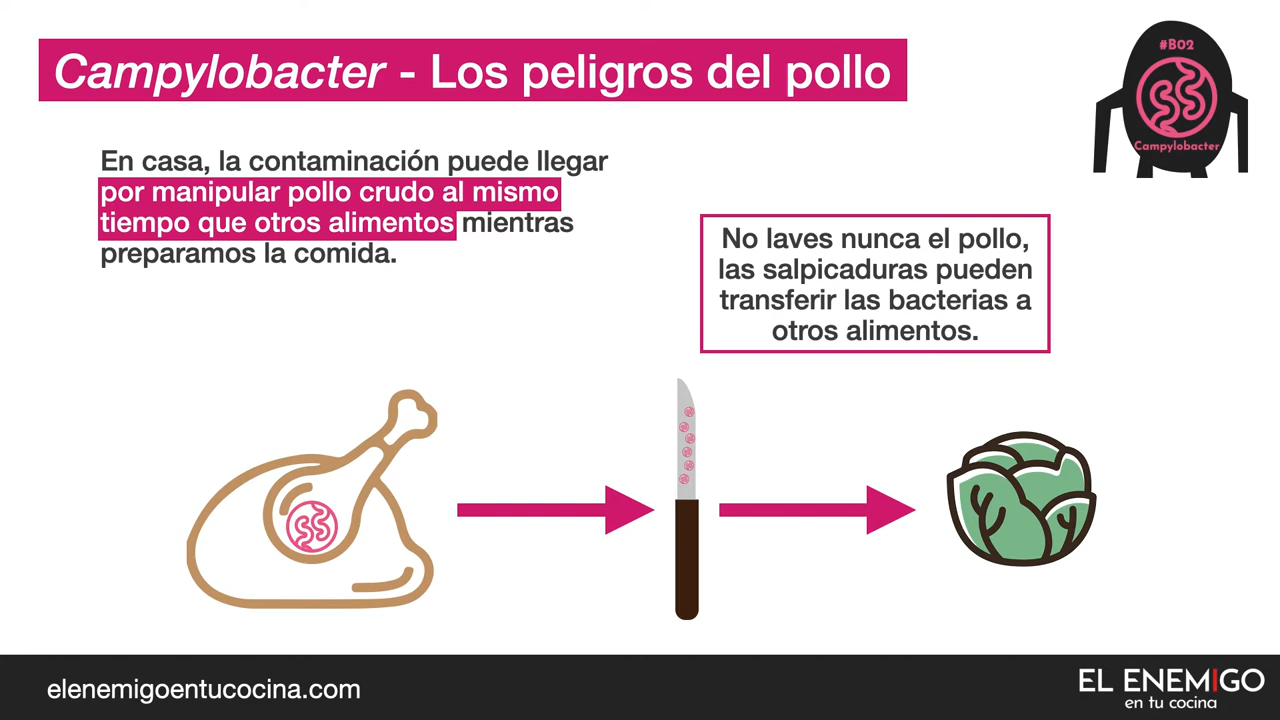 Campylobacter - Los peligros del pollo
#B02
Campylobacter
En casa, la contaminación puede llegar
por manipular pollo crudo al mismo
tiempo que otros alimentos mientras
preparamos la comida.
No laves nunca el pollo,
las salpicaduras pueden
transferir las bacterias a
otros alimentos.
elenemigoentucocina.com
EL ENEMIGO
en tu cocina